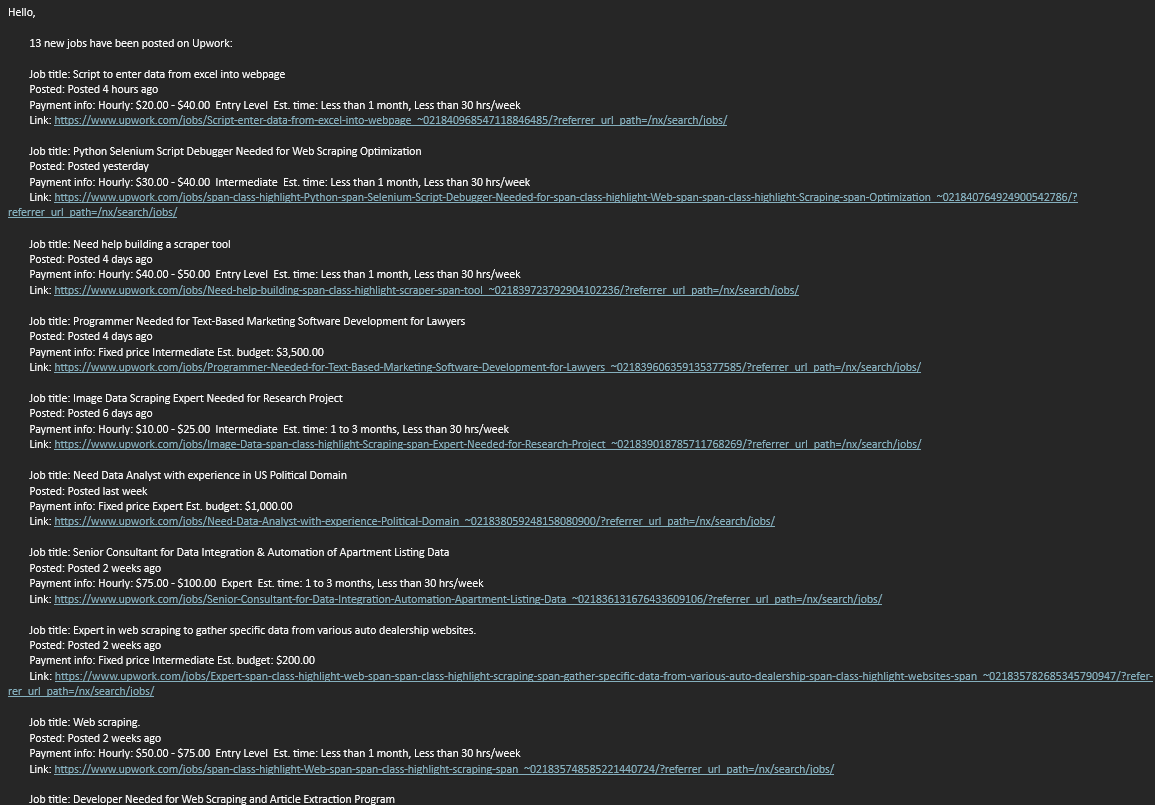 Hello,
13 new jobs have been posted on Upwork:
Job title: Script to enter data from excel into webpage
Posted: Posted 4 hours ago
Payment info: Hourly: $20.00 - $40.00  Entry Level  Est. time: Less than 1 month, Less than 30 hrs/week
Link: https://www.upwork.com/jobs/Script-enter-data-from-excel-into-webpage_~021840968547118846485/?referrer_url_path=/nx/search/jobs/
Job title: Python Selenium Script Debugger Needed for Web Scraping Optimization
Posted: Posted yesterday
Payment info: Hourly: $30.00 - $40.00  Intermediate  Est. time: Less than 1 month, Less than 30 hrs/week
Link: https://www.upwork.com/jobs/span-class-highlight-Python-span-Selenium-Script-Debugger-Needed-for-span-class-highlight-Web-span-span-class-highlight-Scraping-span-Optimization_~021840764924900542786/?
referrer_url_path=/nx/search/jobs/
Job title: Need help building a scraper tool
Posted: Posted 4 days ago
Payment info: Hourly: $40.00 - $50.00  Entry Level  Est. time: Less than 1 month, Less than 30 hrs/week
Link: https://www.upwork.com/jobs/Need-help-building-span-class-highlight-scraper-span-tool_~021839723792904102236/?referrer_url_path=/nx/search/jobs/
Job title: Programmer Needed for Text-Based Marketing Software Development for Lawyers
Posted: Posted 4 days ago
Payment info: Fixed price Intermediate Est. budget: $3,500.00
Link: https://www.upwork.com/jobs/Programmer-Needed-for-Text-Based-Marketing-Software-Development-for-Lawyers_~021839606359135377585/?referrer_url_path=/nx/search/jobs/
Job title: Image Data Scraping Expert Needed for Research Project
Posted: Posted 6 days ago
Payment info: Hourly: $10.00 - $25.00  Intermediate  Est. time: 1 to 3 months, Less than 30 hrs/week
Link: https://www.upwork.com/jobs/Image-Data-span-class-highlight-Scraping-span-Expert-Needed-for-Research-Project_~021839018785711768269/?referrer_url_path=/nx/search/jobs/
Job title: Need Data Analyst with experience in US Political Domain
Posted: Posted last week
Payment info: Fixed price Expert Est. budget: $1,000.00
Link: https://www.upwork.com/jobs/Need-Data-Analyst-with-experience-Political-Domain_~021838059248158080900/?referrer_url_path=/nx/search/jobs/
Job title: Senior Consultant for Data Integration & Automation of Apartment Listing Data
Posted: Posted 2 weeks ago
Payment info: Hourly: $75.00 - $100.00  Expert  Est. time: 1 to 3 months, Less than 30 hrs/week
Link: https://www.upwork.com/jobs/Senior-Consultant-for-Data-Integration-Automation-Apartment-Listing-Data_~021836131676433609106/?referrer_url_path=/nx/search/jobs/
Job title: Expert in web scraping to gather specific data from various auto dealership websites.
Posted: Posted 2 weeks ago
Payment info: Fixed price Intermediate Est. budget: $200.00
Link: https://www.upwork.com/jobs/Expert-span-class-highlight-web-span-span-class-highlight-scraping-span-gather-specific-data-from-various-auto-dealership-span-class-highlight-websites-span_~021835782685345790947/?refer-
rer_url_path=/nx/search/jobs/
Job title: Web scraping.
Posted: Posted 2 weeks ago
Payment info: Hourly: $50.00 - $75.00  Entry Level  Est. time: Less than 1 month, Less than 30 hrs/week
Link: https://www.upwork.com/jobs/span-class-highlight-Web-span-span-class-highlight-scraping-span_~021835748585221440724/?referrer_url_path=/nx/search/jobs/
Job title: Developer Needed for Web Scraping and Article Extraction Program